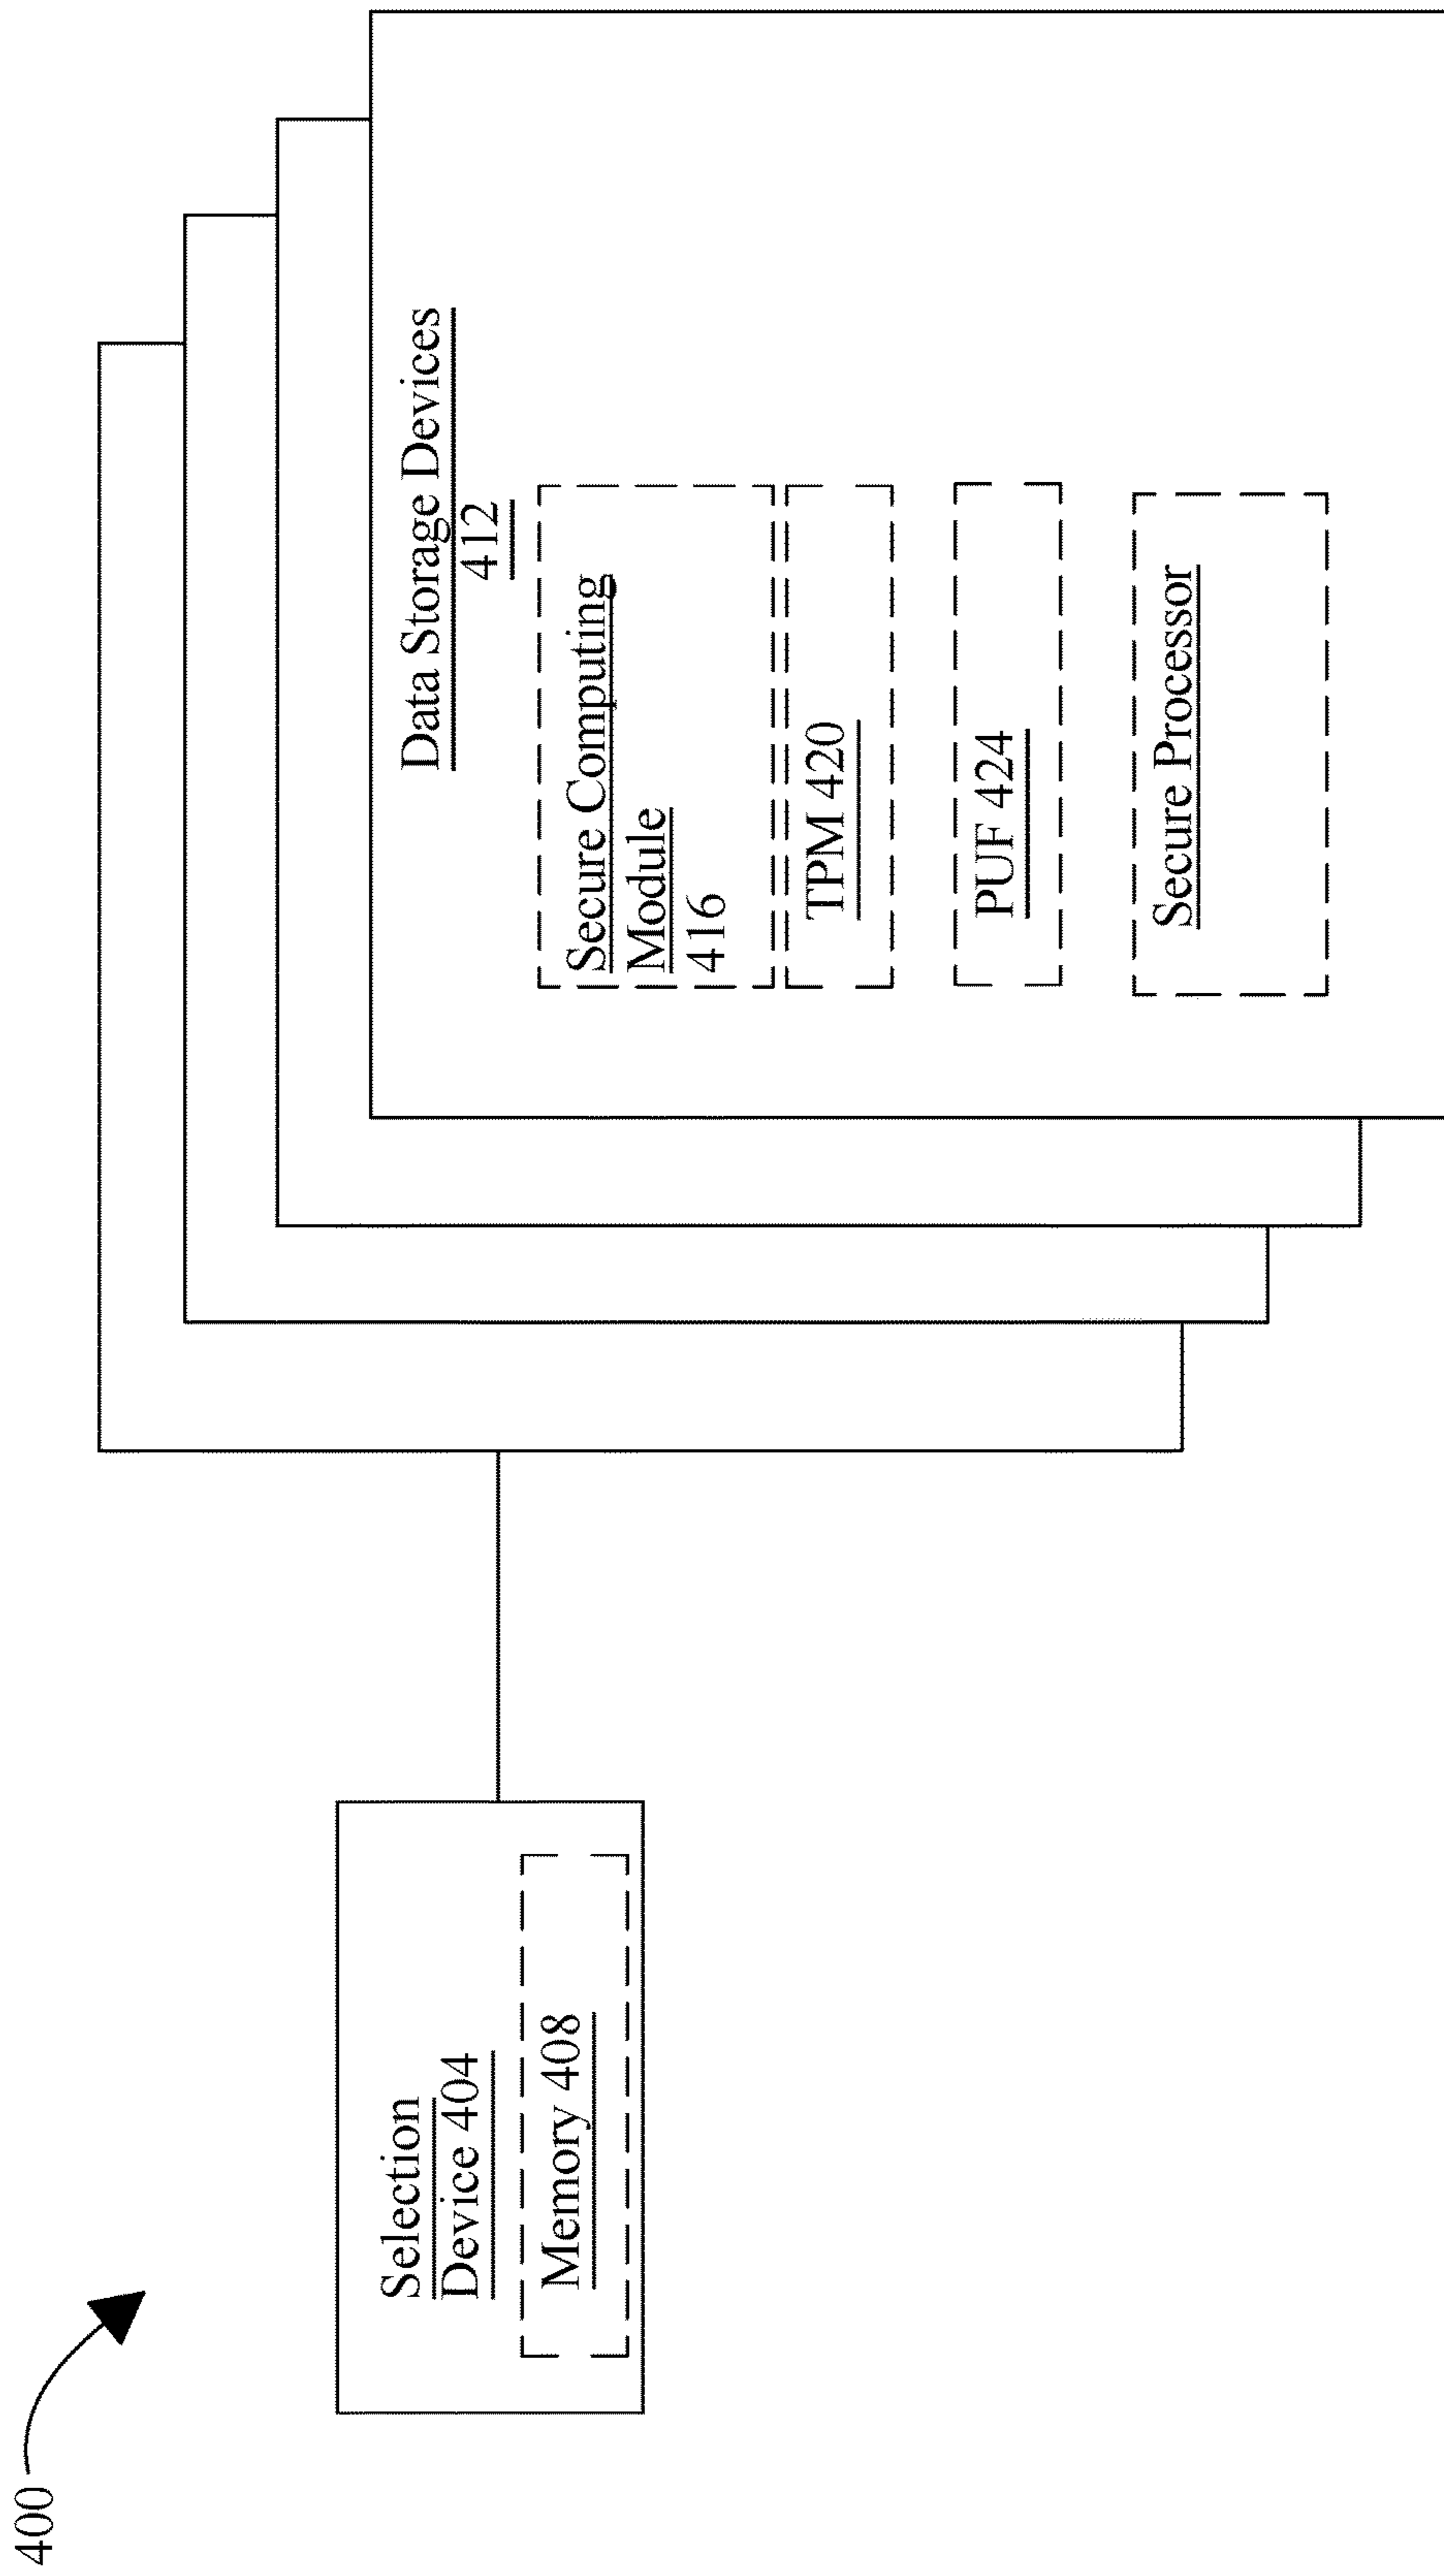 400
Selection
Device 404
Memory 408
Data Storage Devices
412
Secure Computing
Module
416
TPM 420
PUF 424
Secure Processor